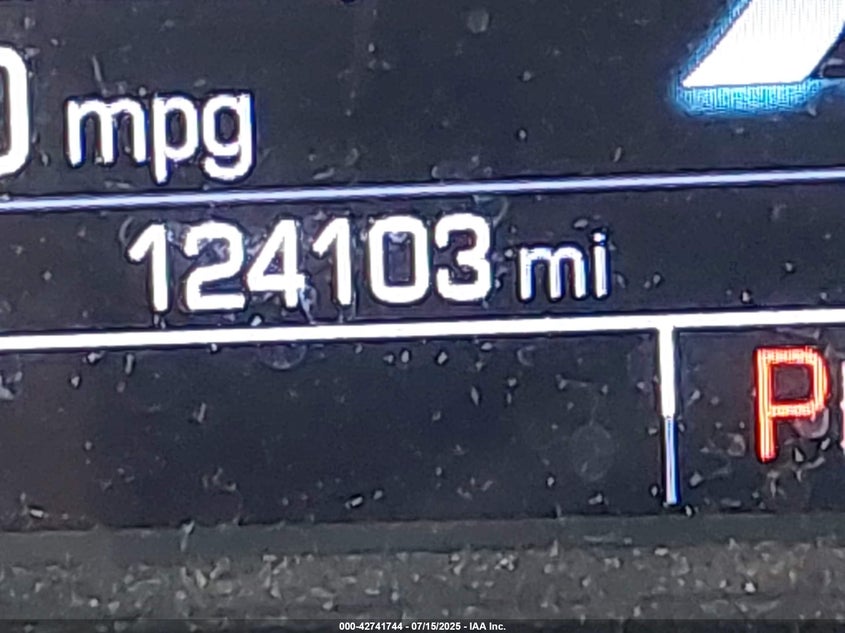 mpg
124103 mi
P
000-42741744 - 07/15/2025 - IAA Inc.